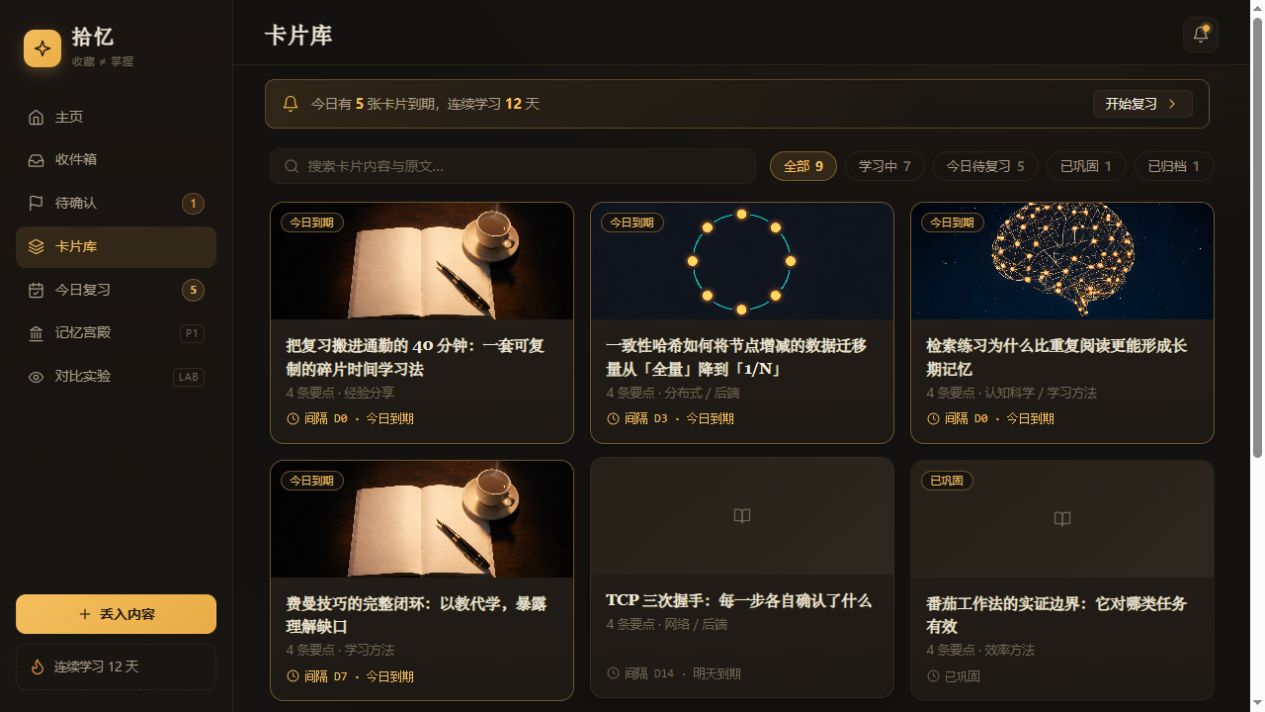 拾忆
收藏 ≠ 掌握
主页
收件箱
待确认 1
卡片库
今日复习 5
记忆宫殿 P1
对比实验 LAB
丢入内容
连续学习 12 天
卡片库
今日有 5 张卡片到期，连续学习 12 天
开始复习
搜索卡片内容与原文...
全部 9
学习中 7
今日待复习 5
已巩固 1
已归档 1
今日到期
把复习搬进通勤的 40 分钟：一套可复
制的碎片时间学习法
4 条要点 · 经验分享
间隔 D0 · 今日到期
今日到期
一致性哈希如何将节点增减的数据迁移
量从「全量」降到「1/N」
4 条要点 · 分布式 / 后端
间隔 D3 · 今日到期
今日到期
检索练习为什么比重复阅读更能形成长
期记忆
4 条要点 · 认知科学 / 学习方法
间隔 D0 · 今日到期
今日到期
费曼技巧的完整闭环：以教代学，暴露
理解缺口
4 条要点 · 学习方法
间隔 D7 · 今日到期
TCP 三次握手：每一步各自确认了什么
4 条要点 · 网络 / 后端
间隔 D14 · 明天到期
已巩固
番茄工作法的实证边界：它对哪类任务
有效
4 条要点 · 效率方法
已巩固